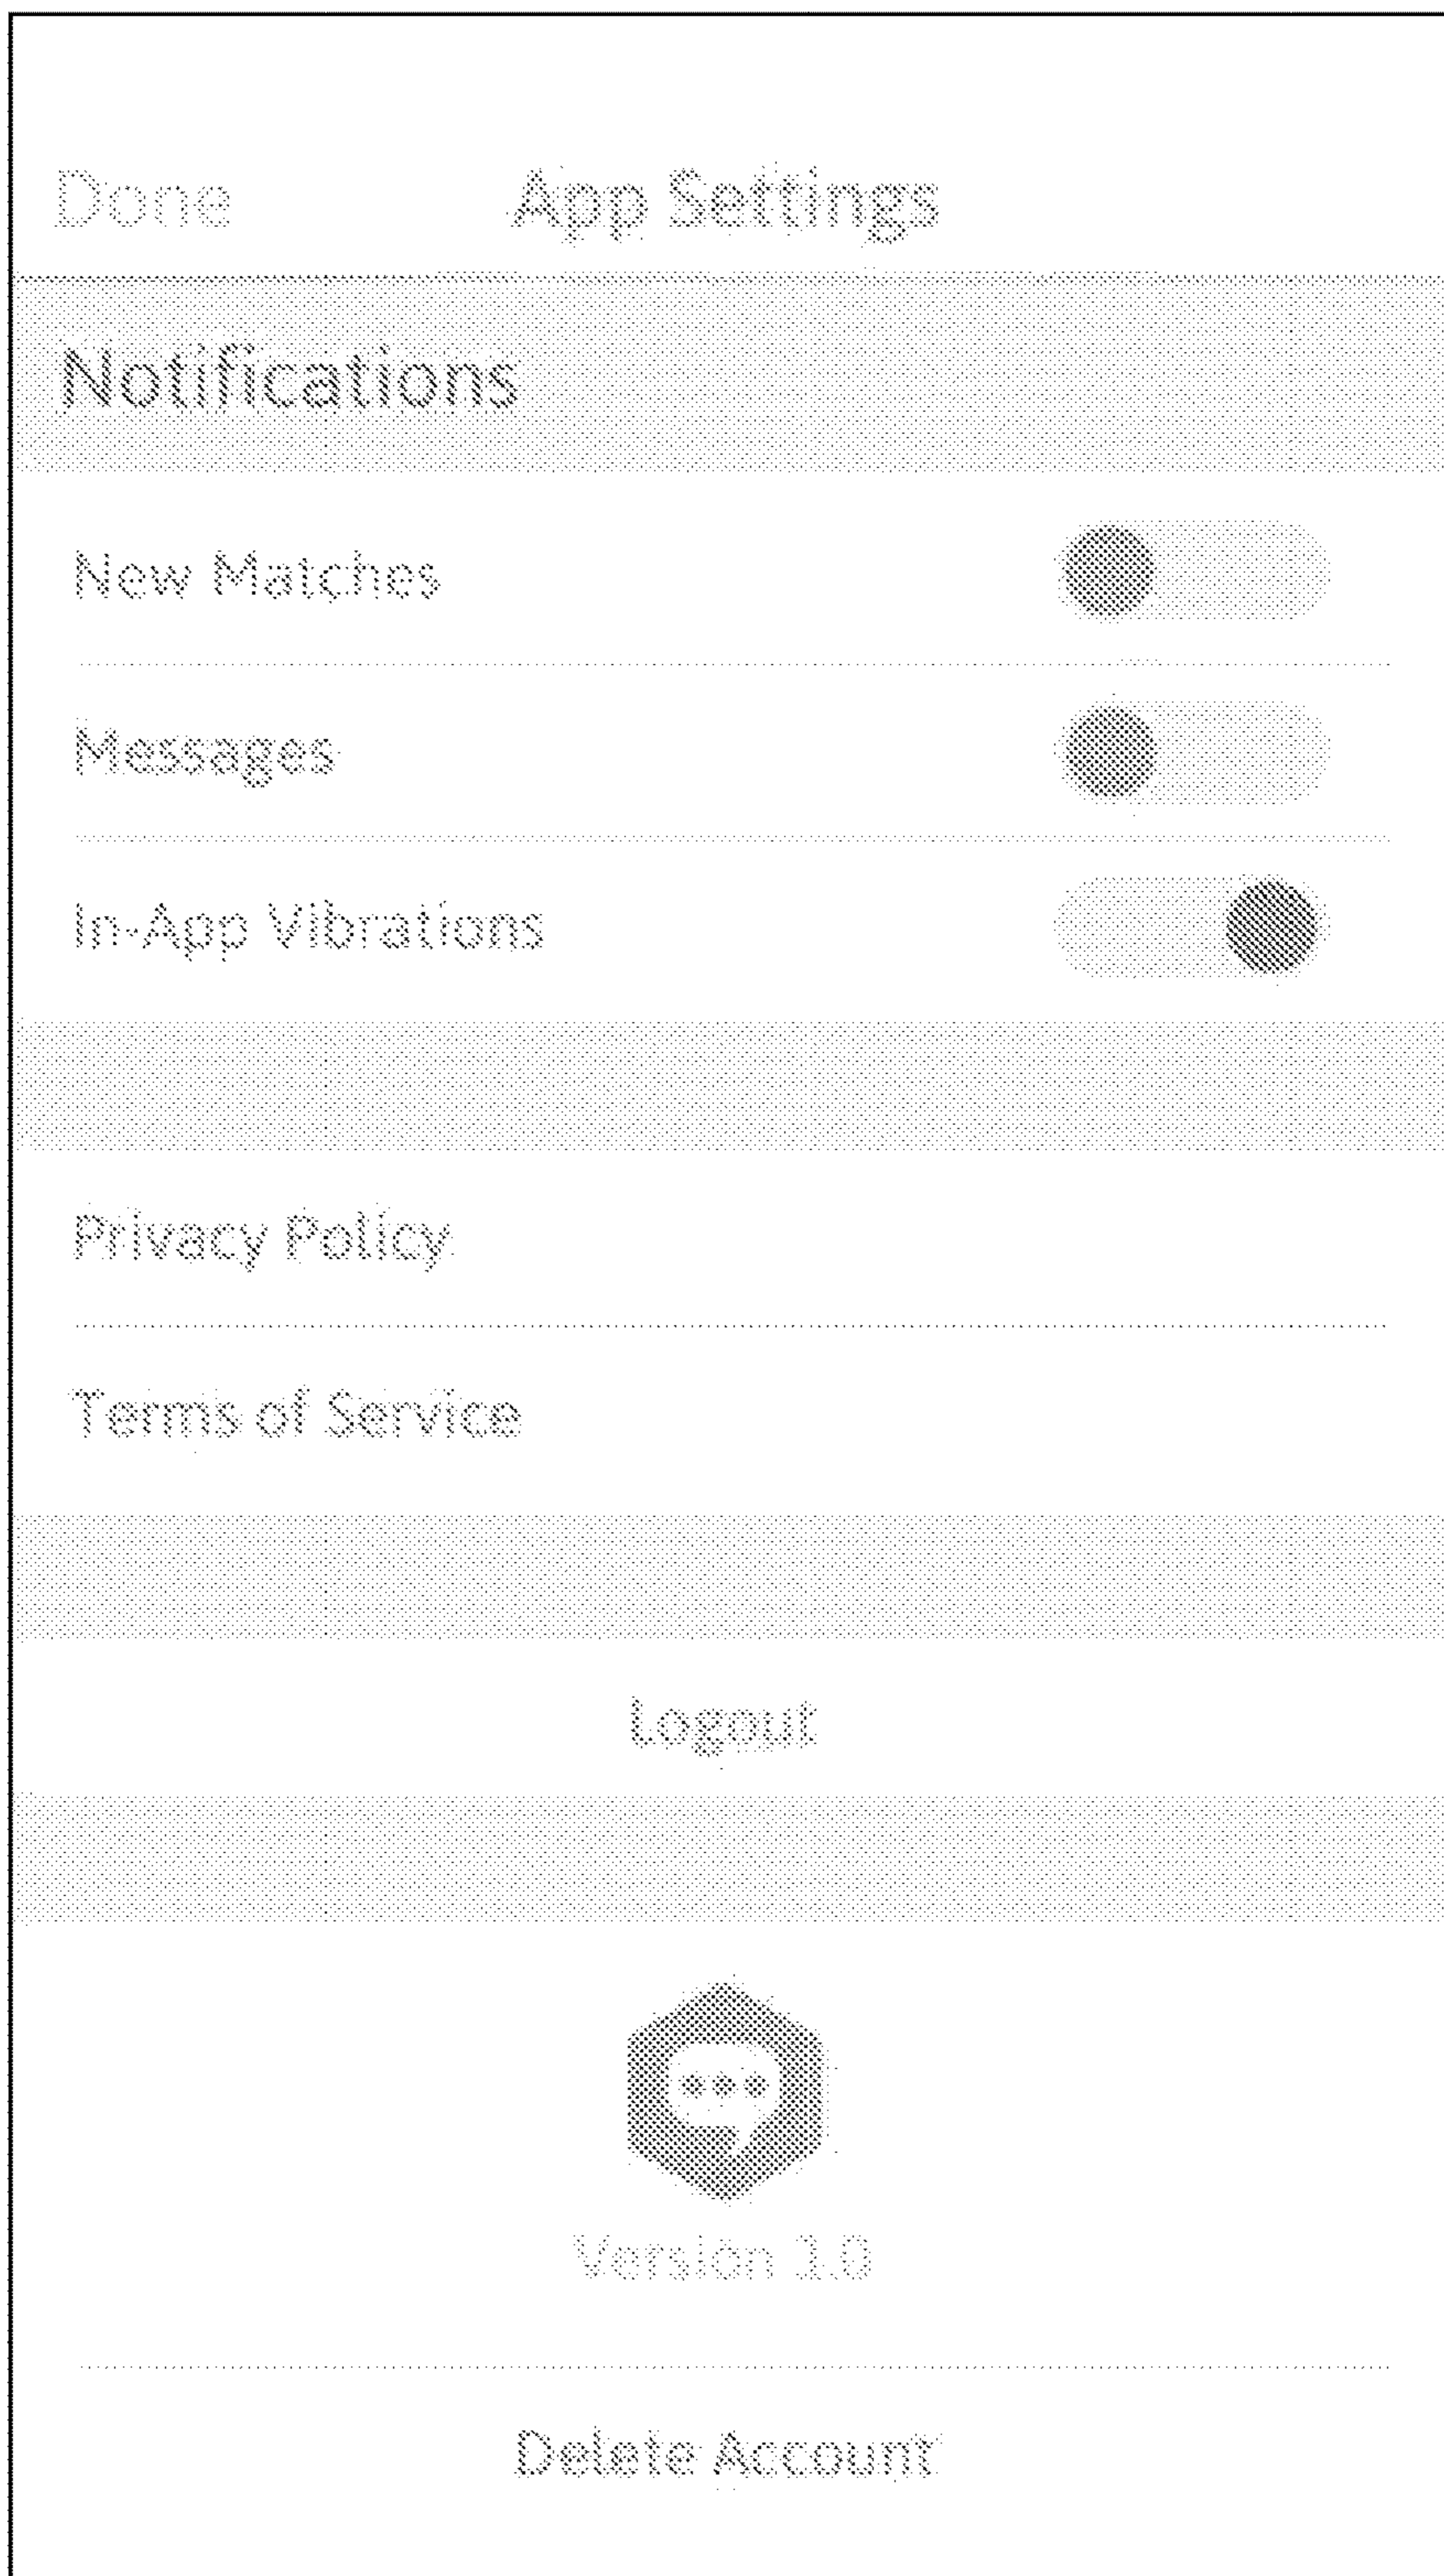 Done App Settings
Notifications
New Matches
Messages
In-App Vibrations
Privacy Policy
Terms of Service
Logout
Version 1.0
Delete Account